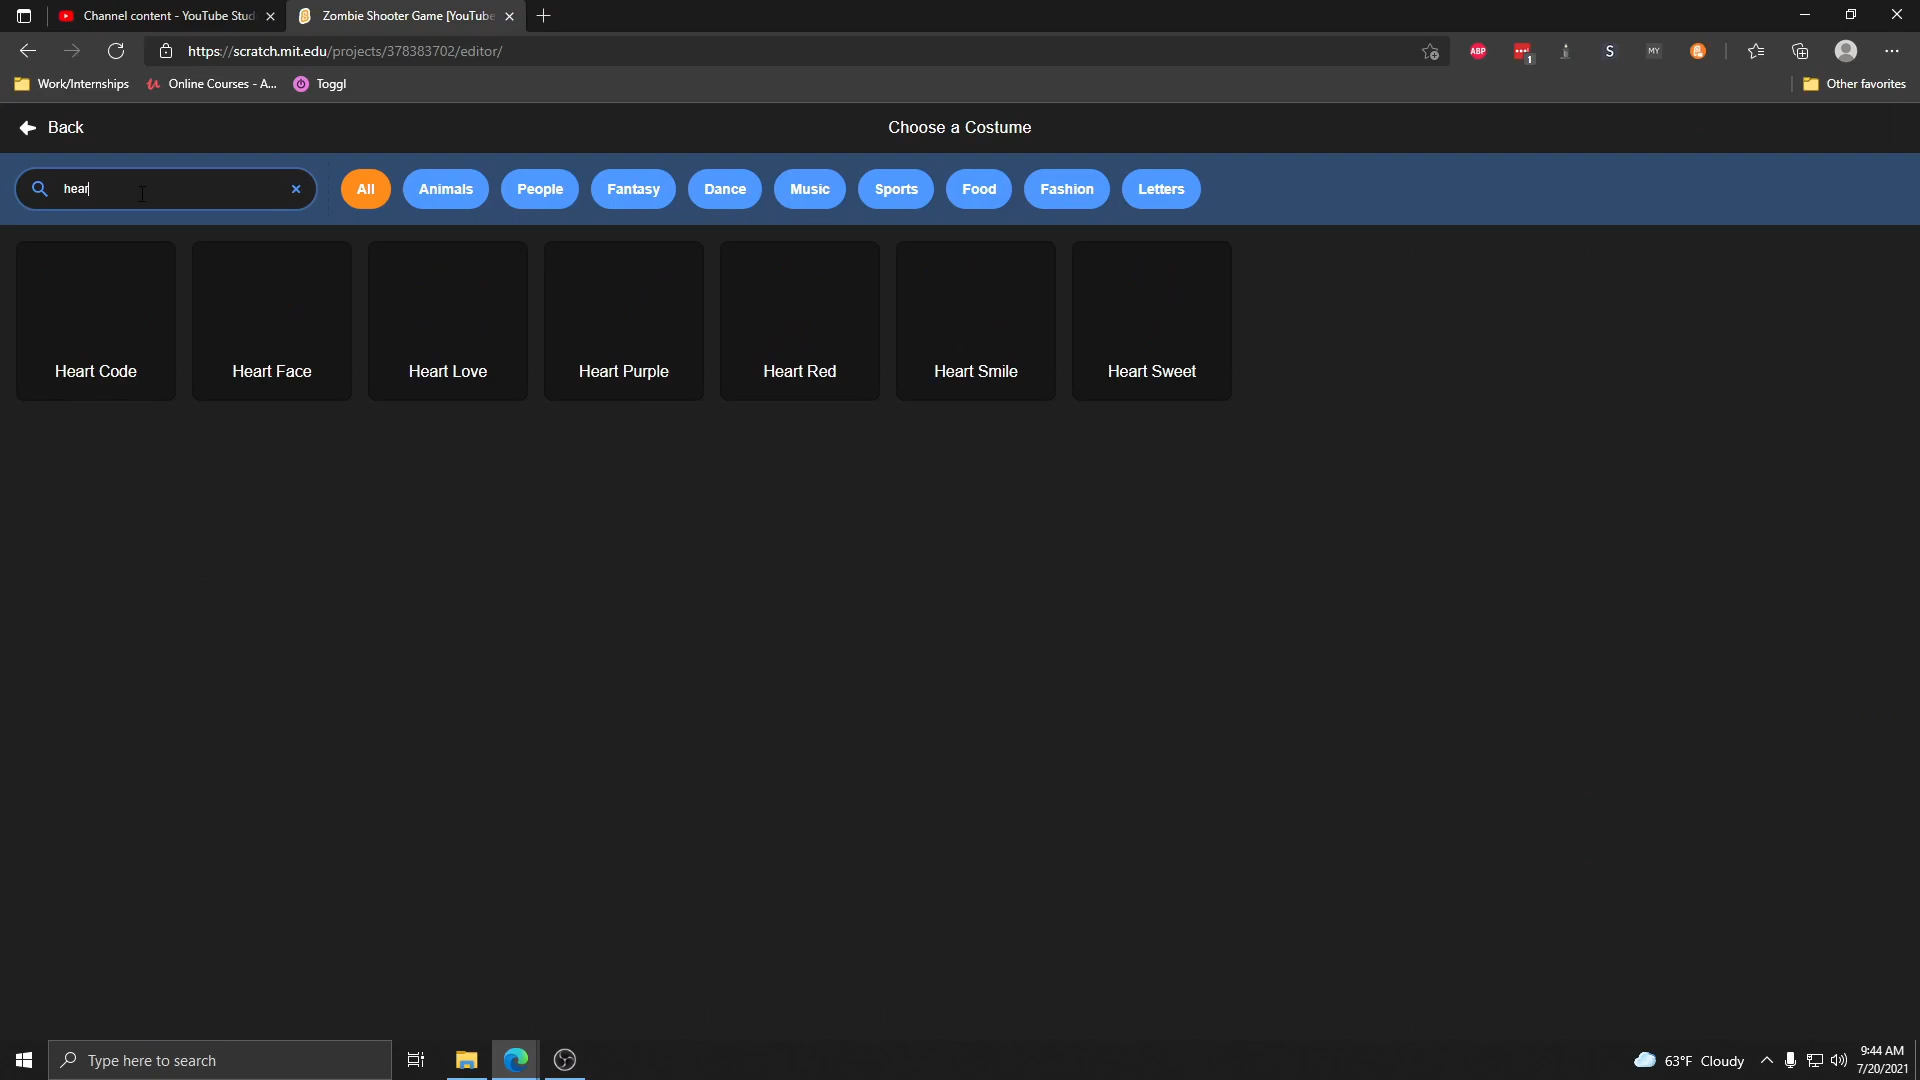 Channel content - YouTube Stud
Zombie Shooter Game [YouTube
https://scratch.mit.edu/projects/378383702/editor/
ABP
1
S
MY
Work/Internships
Online Courses - A...
Toggl
Other favorites
Back
Choose a Costume
hear
All
Animals
People
Fantasy
Dance
Music
Sports
Food
Fashion
Letters
Heart Code
Heart Face
Heart Love
Heart Purple
Heart Red
Heart Smile
Heart Sweet
Type here to search
63°F Cloudy
9:44 AM
7/20/2021